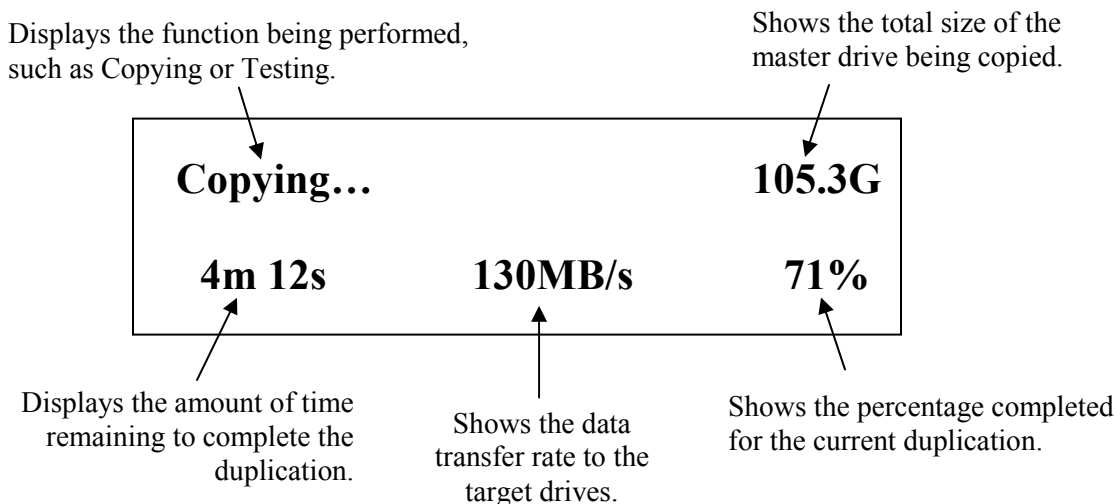 Displays the function being performed,
such as Copying or Testing.
Shows the total size of the
master drive being copied.
Copying…
105.3G
4m 12s
130MB/s
71%
Displays the amount of time
remaining to complete the
duplication.
Shows the data
transfer rate to the
target drives.
Shows the percentage completed
for the current duplication.